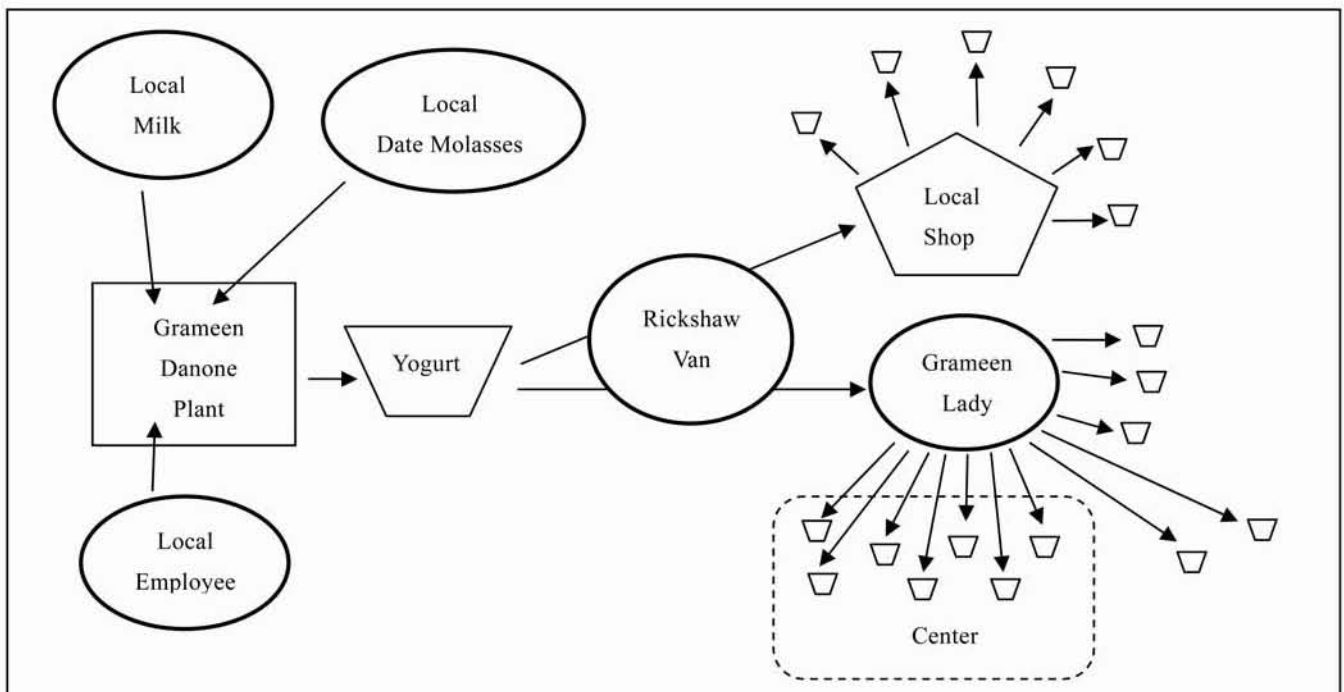 Local
Milk
Local
Date Molasses
Local
Shop
Grameen
Danone
Plant
Yogurt
Rickshaw
Van
Grameen
Lady
Local
Employee
Center